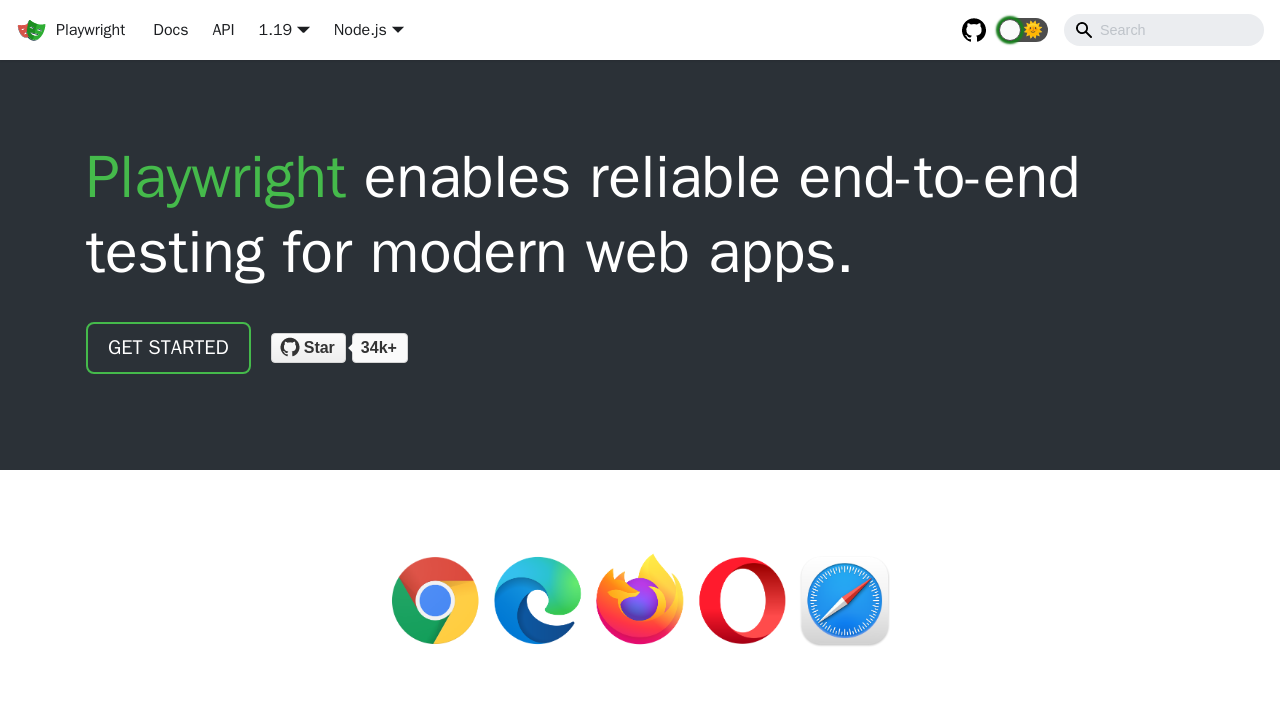 Playwright Docs API 1.19 Node.js Search
Playwright enables reliable end-to-end
testing for modern web apps.
GET STARTED Star 34k+